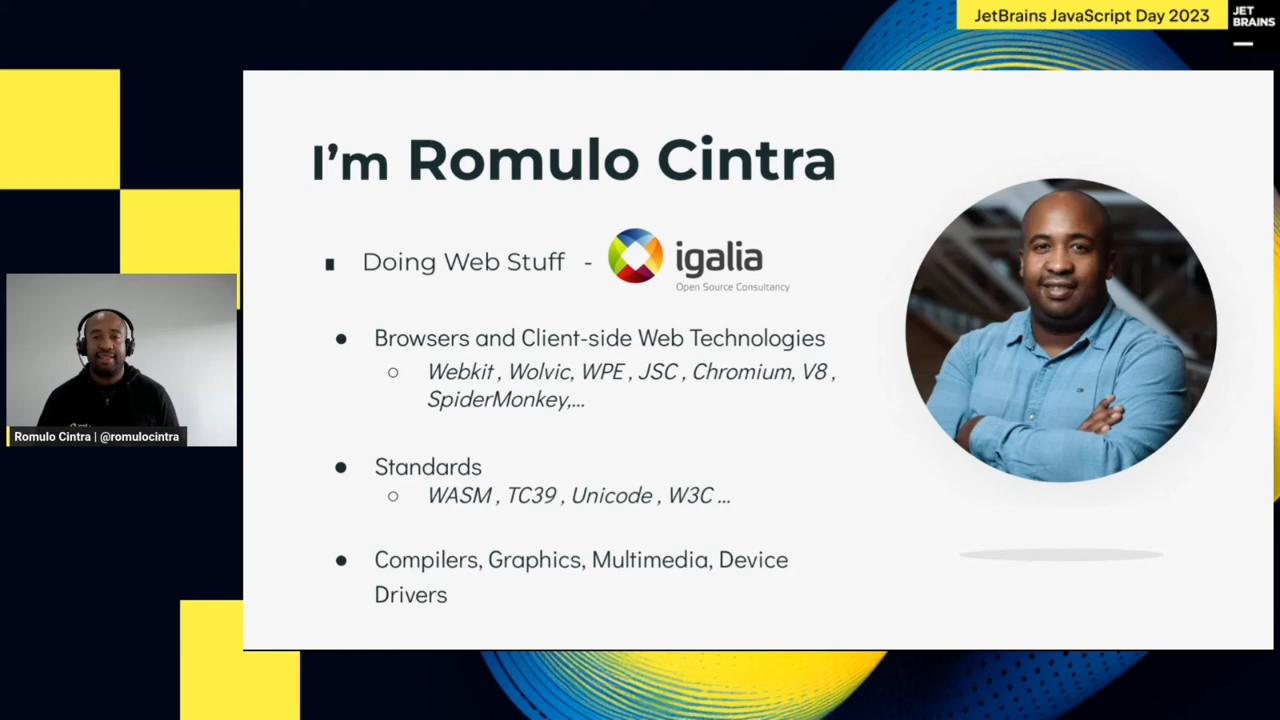 JetBrains JavaScript Day 2023
JET
BRAINS
I'm Romulo Cintra
Doing Web Stuff - igalia
Open Source Consultancy
Browsers and Client-side Web Technologies
Webkit , Wolvic, WPE , JSC , Chromium, V8 ,
SpiderMonkey,...
Standards
WASM , TC39 , Unicode , W3C ...
Compilers, Graphics, Multimedia, Device
Drivers
Romulo Cintra | @romulocintra